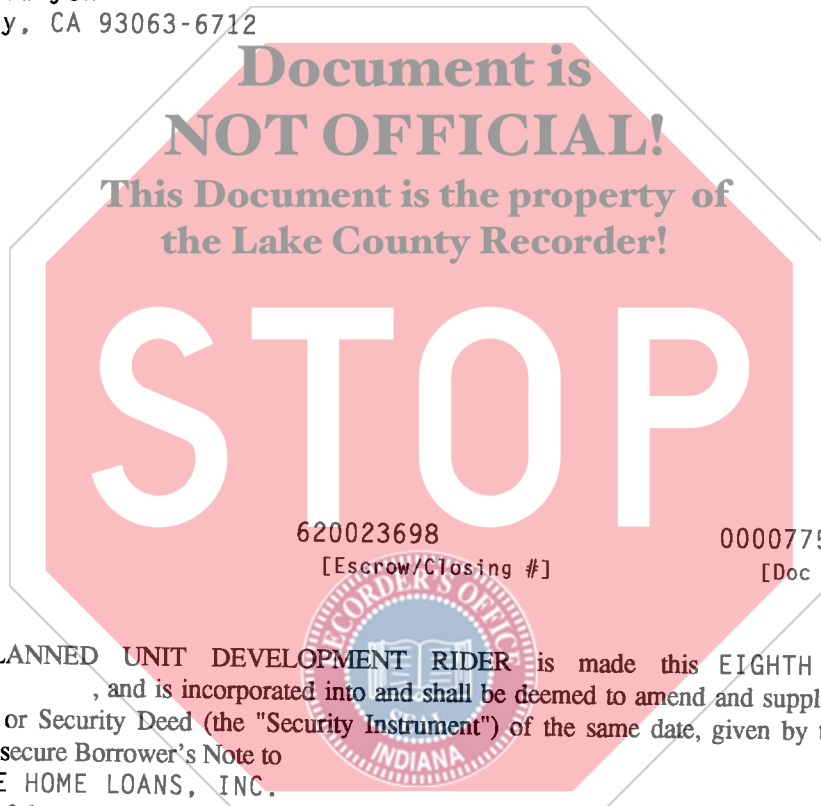 y, CA 93063-6712
Document is
NOT OFFICIAL!
This Document is the property of
the Lake County Recorder!
STOP
620023698 0000775
[Escrow/Closing #] [Doc
LANNED UNIT DEVELOPMENT RIDER is made this EIGHTH
, and is incorporated into and shall be deemed to amend and suppl
or Security Deed (the "Security Instrument") of the same date, given by t
secure Borrower's Note to
E HOME LOANS, INC.
RECORDER'S OFFIC
SEAL
INDIANA